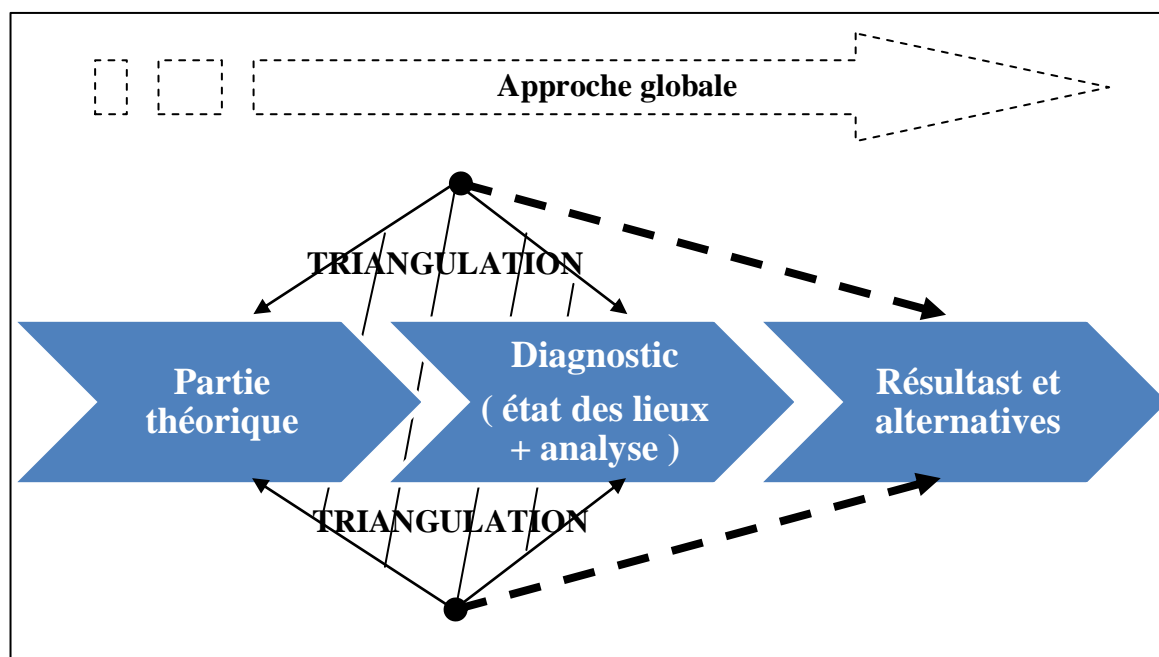 Approche globale
TRIANGULATION
Partie
théorique
Diagnostic
( état des lieux
+ analyse )
Résultast et
alternatives
TRIANGULATION